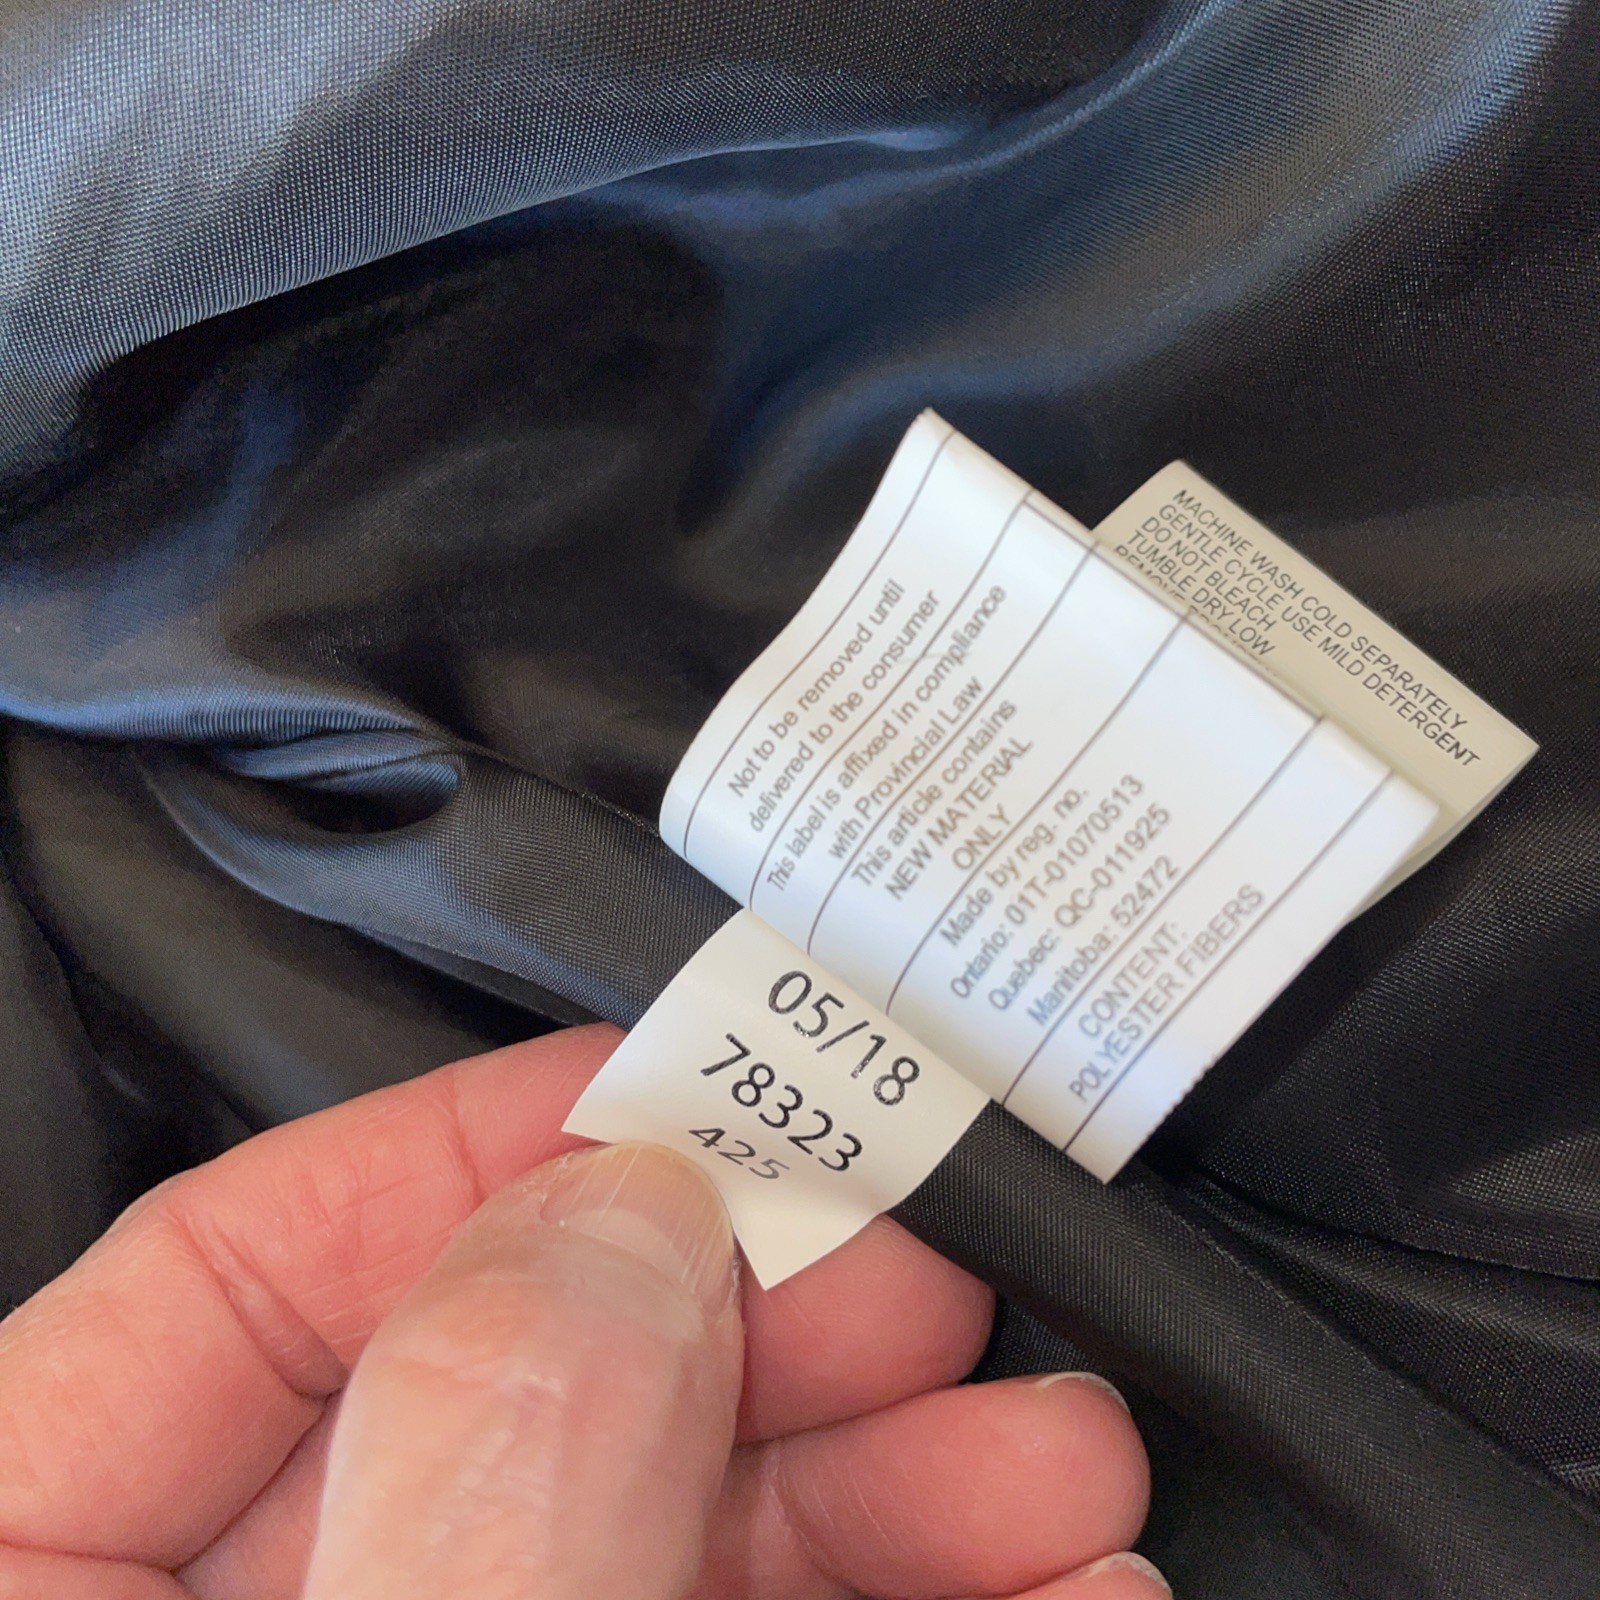 MACHINE WASH COLD SEPARATELY
GENTLE CYCLE USE MILD DETERGENT
DO NOT BLEACH
TUMBLE DRY LOW
REMOVE
Not to be removed until
delivered to the consumer
This label is affixed in compliance
with Provincial Law
This article contains
NEW MATERIAL
ONLY
Made by reg. no.
Ontario: 01T-01070513
Quebec: QC-011925
Manitoba: 52472
CONTENT:
POLYESTER FIBERS
05/18
78323
425